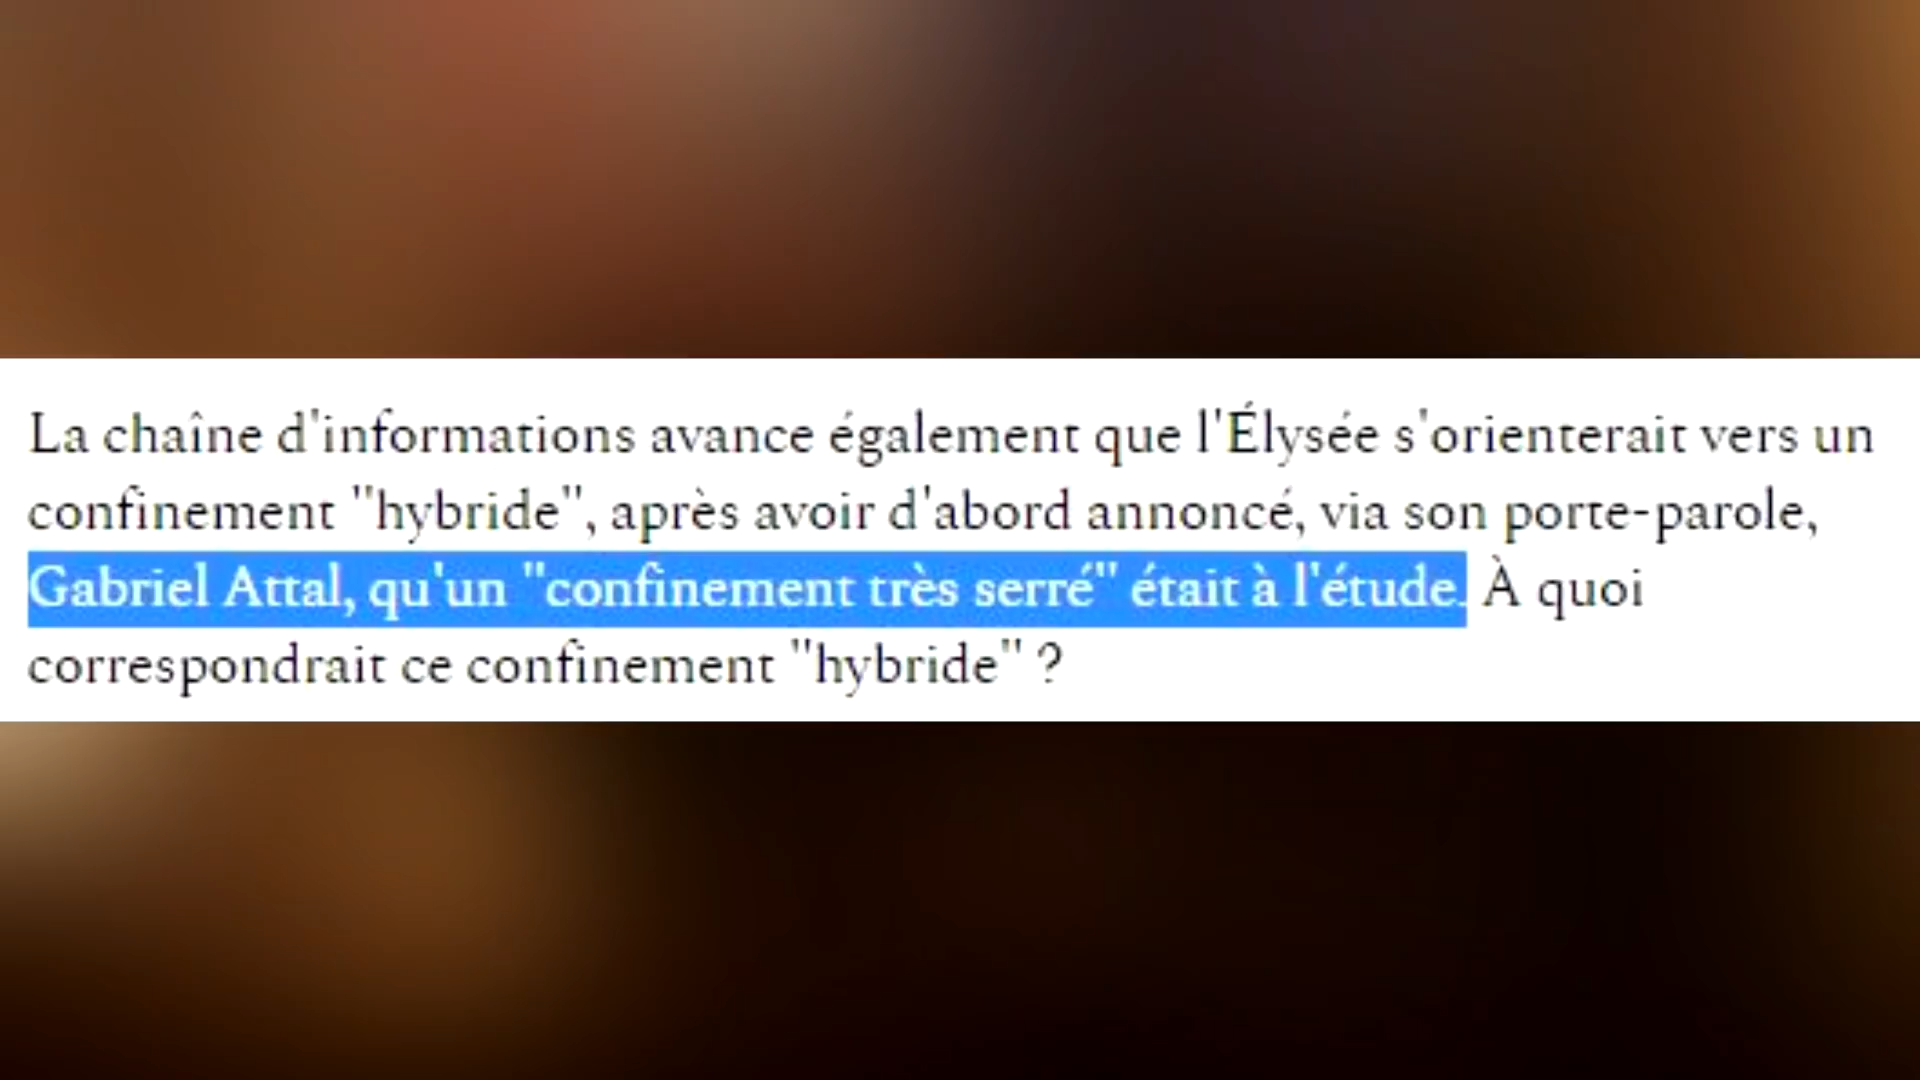 La chaîne d'informations avance également que l'Élysée s'orienterait vers un
confinement "hybride", après avoir d'abord annoncé, via son porte-parole,
Gabriel Attal, qu'un "confinement très serré" était à l'étude. À quoi
correspondrait ce confinement "hybride" ?